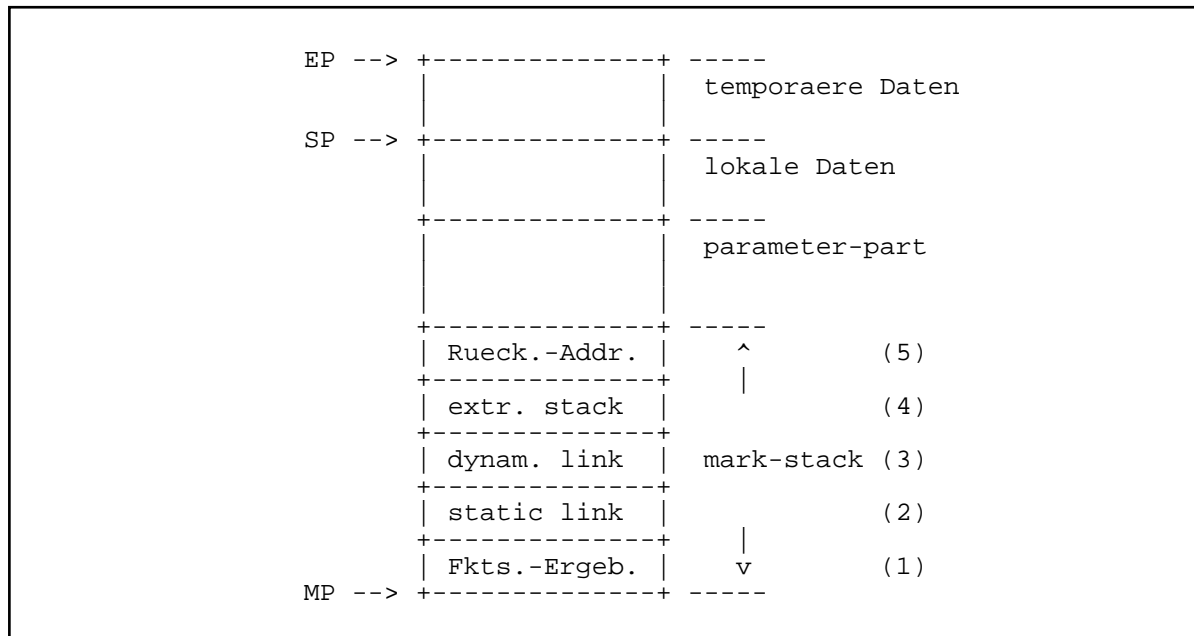 EP --> +--------------+ -----
| | temporaere Daten
| |
SP --> +--------------+ -----
| | lokale Daten
| |
+--------------+ -----
| | parameter-part
| |
| |
+--------------+ -----
| Rueck.-Addr. | ^ (5)
+--------------+ |
| extr. stack | (4)
+--------------+
| dynam. link | mark-stack (3)
+--------------+
| static link | (2)
+--------------+ |
| Fkts.-Ergeb. | v (1)
MP --> +--------------+ -----